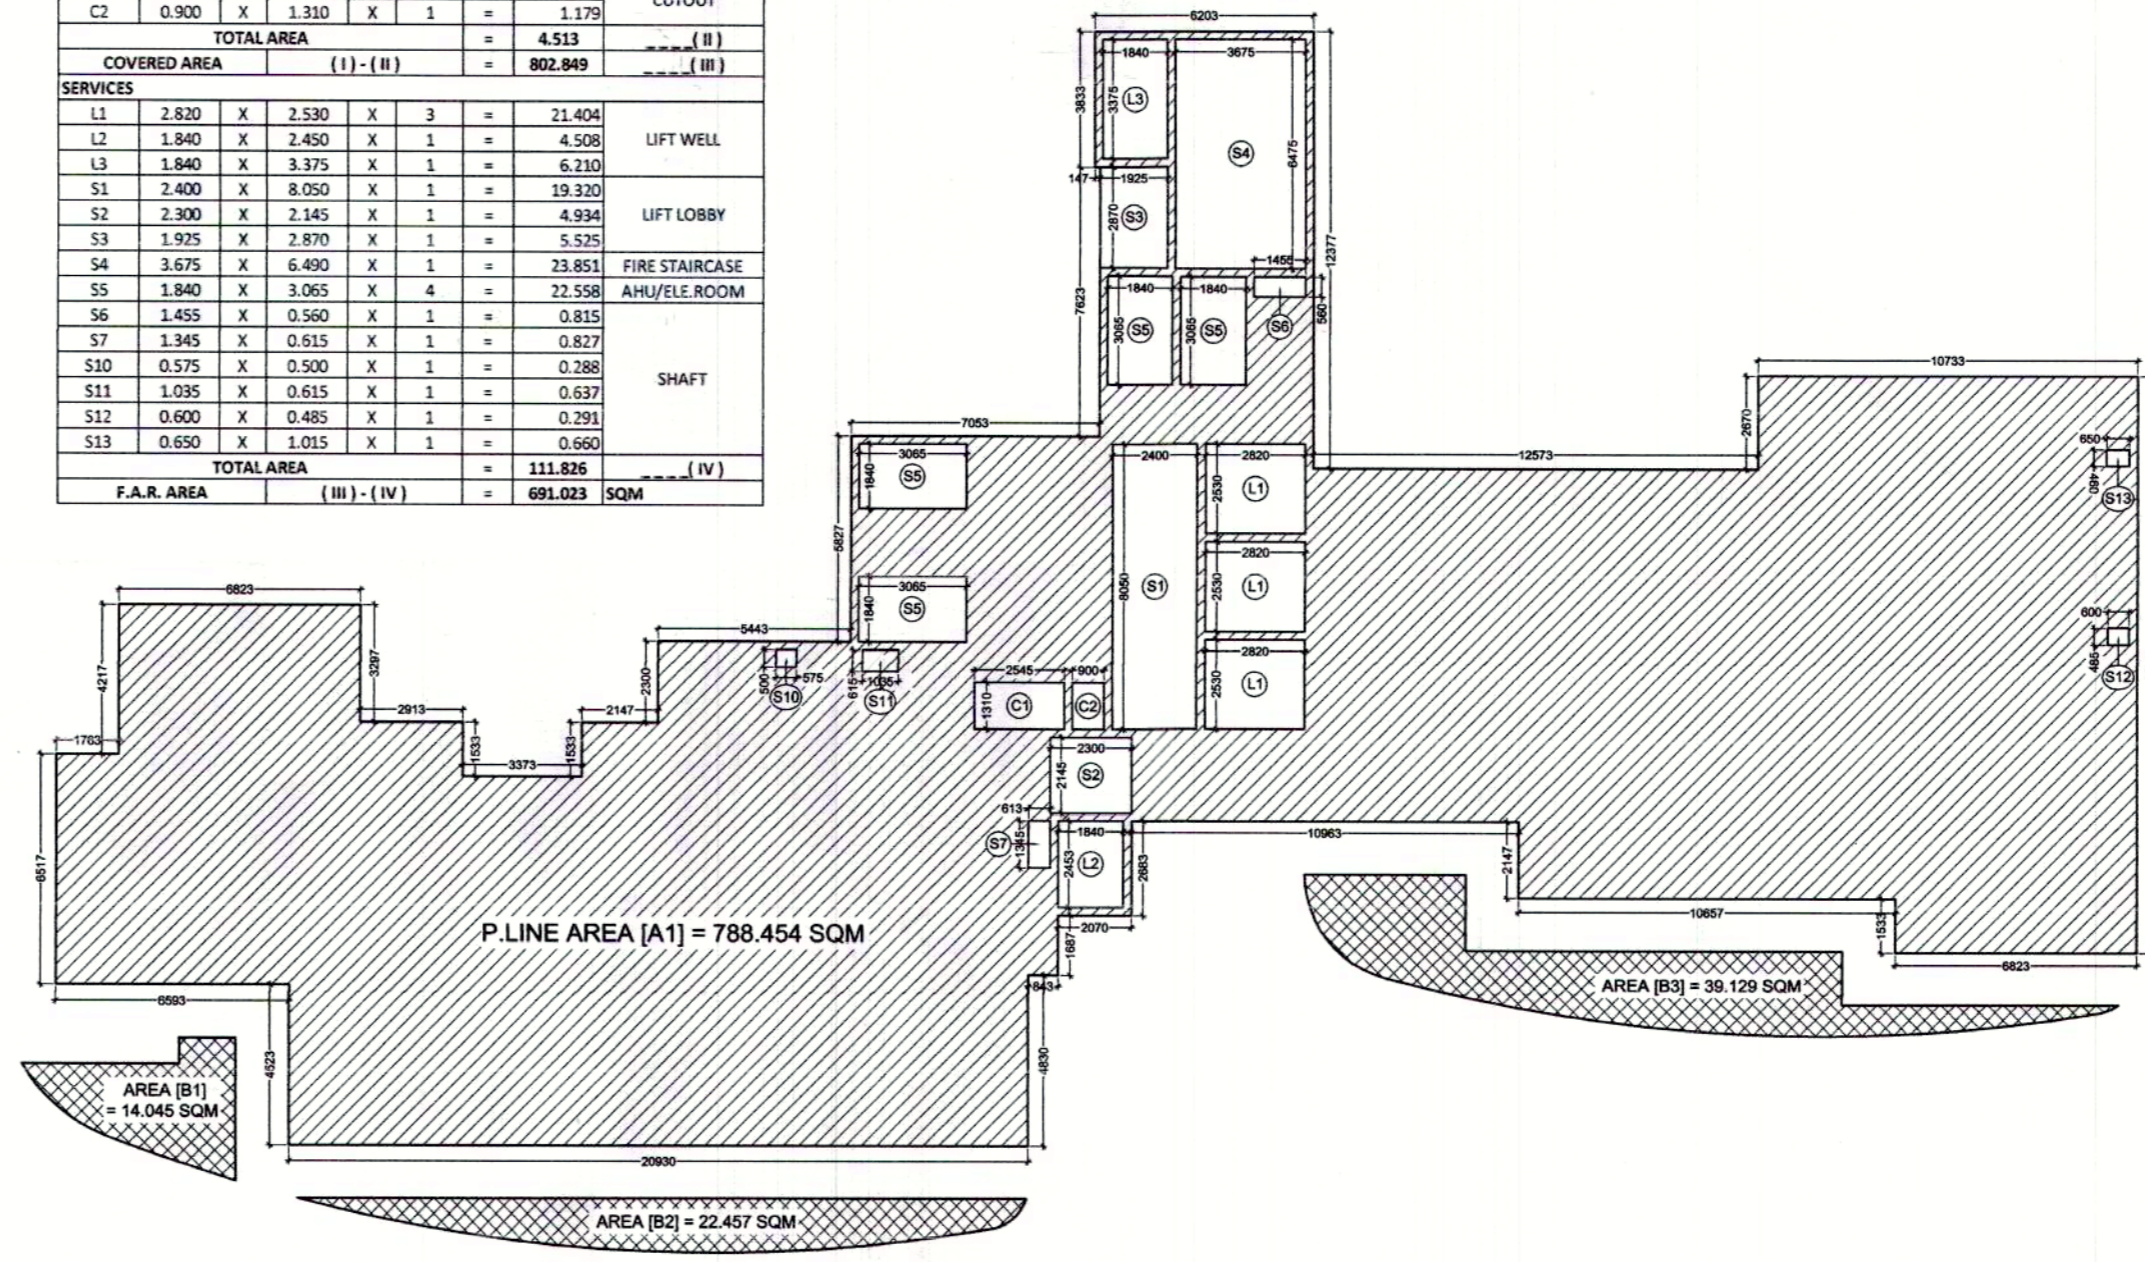 C2 0.900 X 1.310 X 1 = 1.179 CUTOUT
TOTAL AREA = 4.513 ____( II )
COVERED AREA ( I ) - ( II ) = 802.849 ____( III )
SERVICES
L1 2.820 X 2.530 X 3 = 21.404
L2 1.840 X 2.450 X 1 = 4.508 LIFT WELL
L3 1.840 X 3.375 X 1 = 6.210
S1 2.400 X 8.050 X 1 = 19.320
S2 2.300 X 2.145 X 1 = 4.934 LIFT LOBBY
S3 1.925 X 2.870 X 1 = 5.525
S4 3.675 X 6.490 X 1 = 23.851 FIRE STAIRCASE
S5 1.840 X 3.065 X 4 = 22.558 AHU/ELE.ROOM
S6 1.455 X 0.560 X 1 = 0.815
S7 1.345 X 0.615 X 1 = 0.827
S10 0.575 X 0.500 X 1 = 0.288
S11 1.035 X 0.615 X 1 = 0.637 SHAFT
S12 0.600 X 0.485 X 1 = 0.291
S13 0.650 X 1.015 X 1 = 0.660
TOTAL AREA = 111.826 ____( IV )
F.A.R. AREA ( III ) - ( IV ) = 691.023 SQM
6203
1840
3675
3833
3375
L3
S4
6475
147
1925
2870
S3
12377
1455
7623
1840
1840
560
3065
S5
3065
S5
S6
10733
2670
7053
12573
650
460
S13
5827
3065
1840
S5
2400
8050
S1
2820
2530
L1
2820
2530
L1
2820
2530
L1
3065
1840
S5
600
485
S12
6823
4217
3297
5443
2300
500
575
S10
615
1035
S11
2545
900
1310
C1
C2
2913
2147
1763
1533
3373
1533
2300
2145
S2
613
S7
1345
1840
2453
L2
2683
10963
2147
6517
P.LINE AREA [A1] = 788.454 SQM
2070
1687
10657
1533
6823
843
AREA [B3] = 39.129 SQM
6593
4523
4830
AREA [B1]
= 14.045 SQM
20930
AREA [B2] = 22.457 SQM